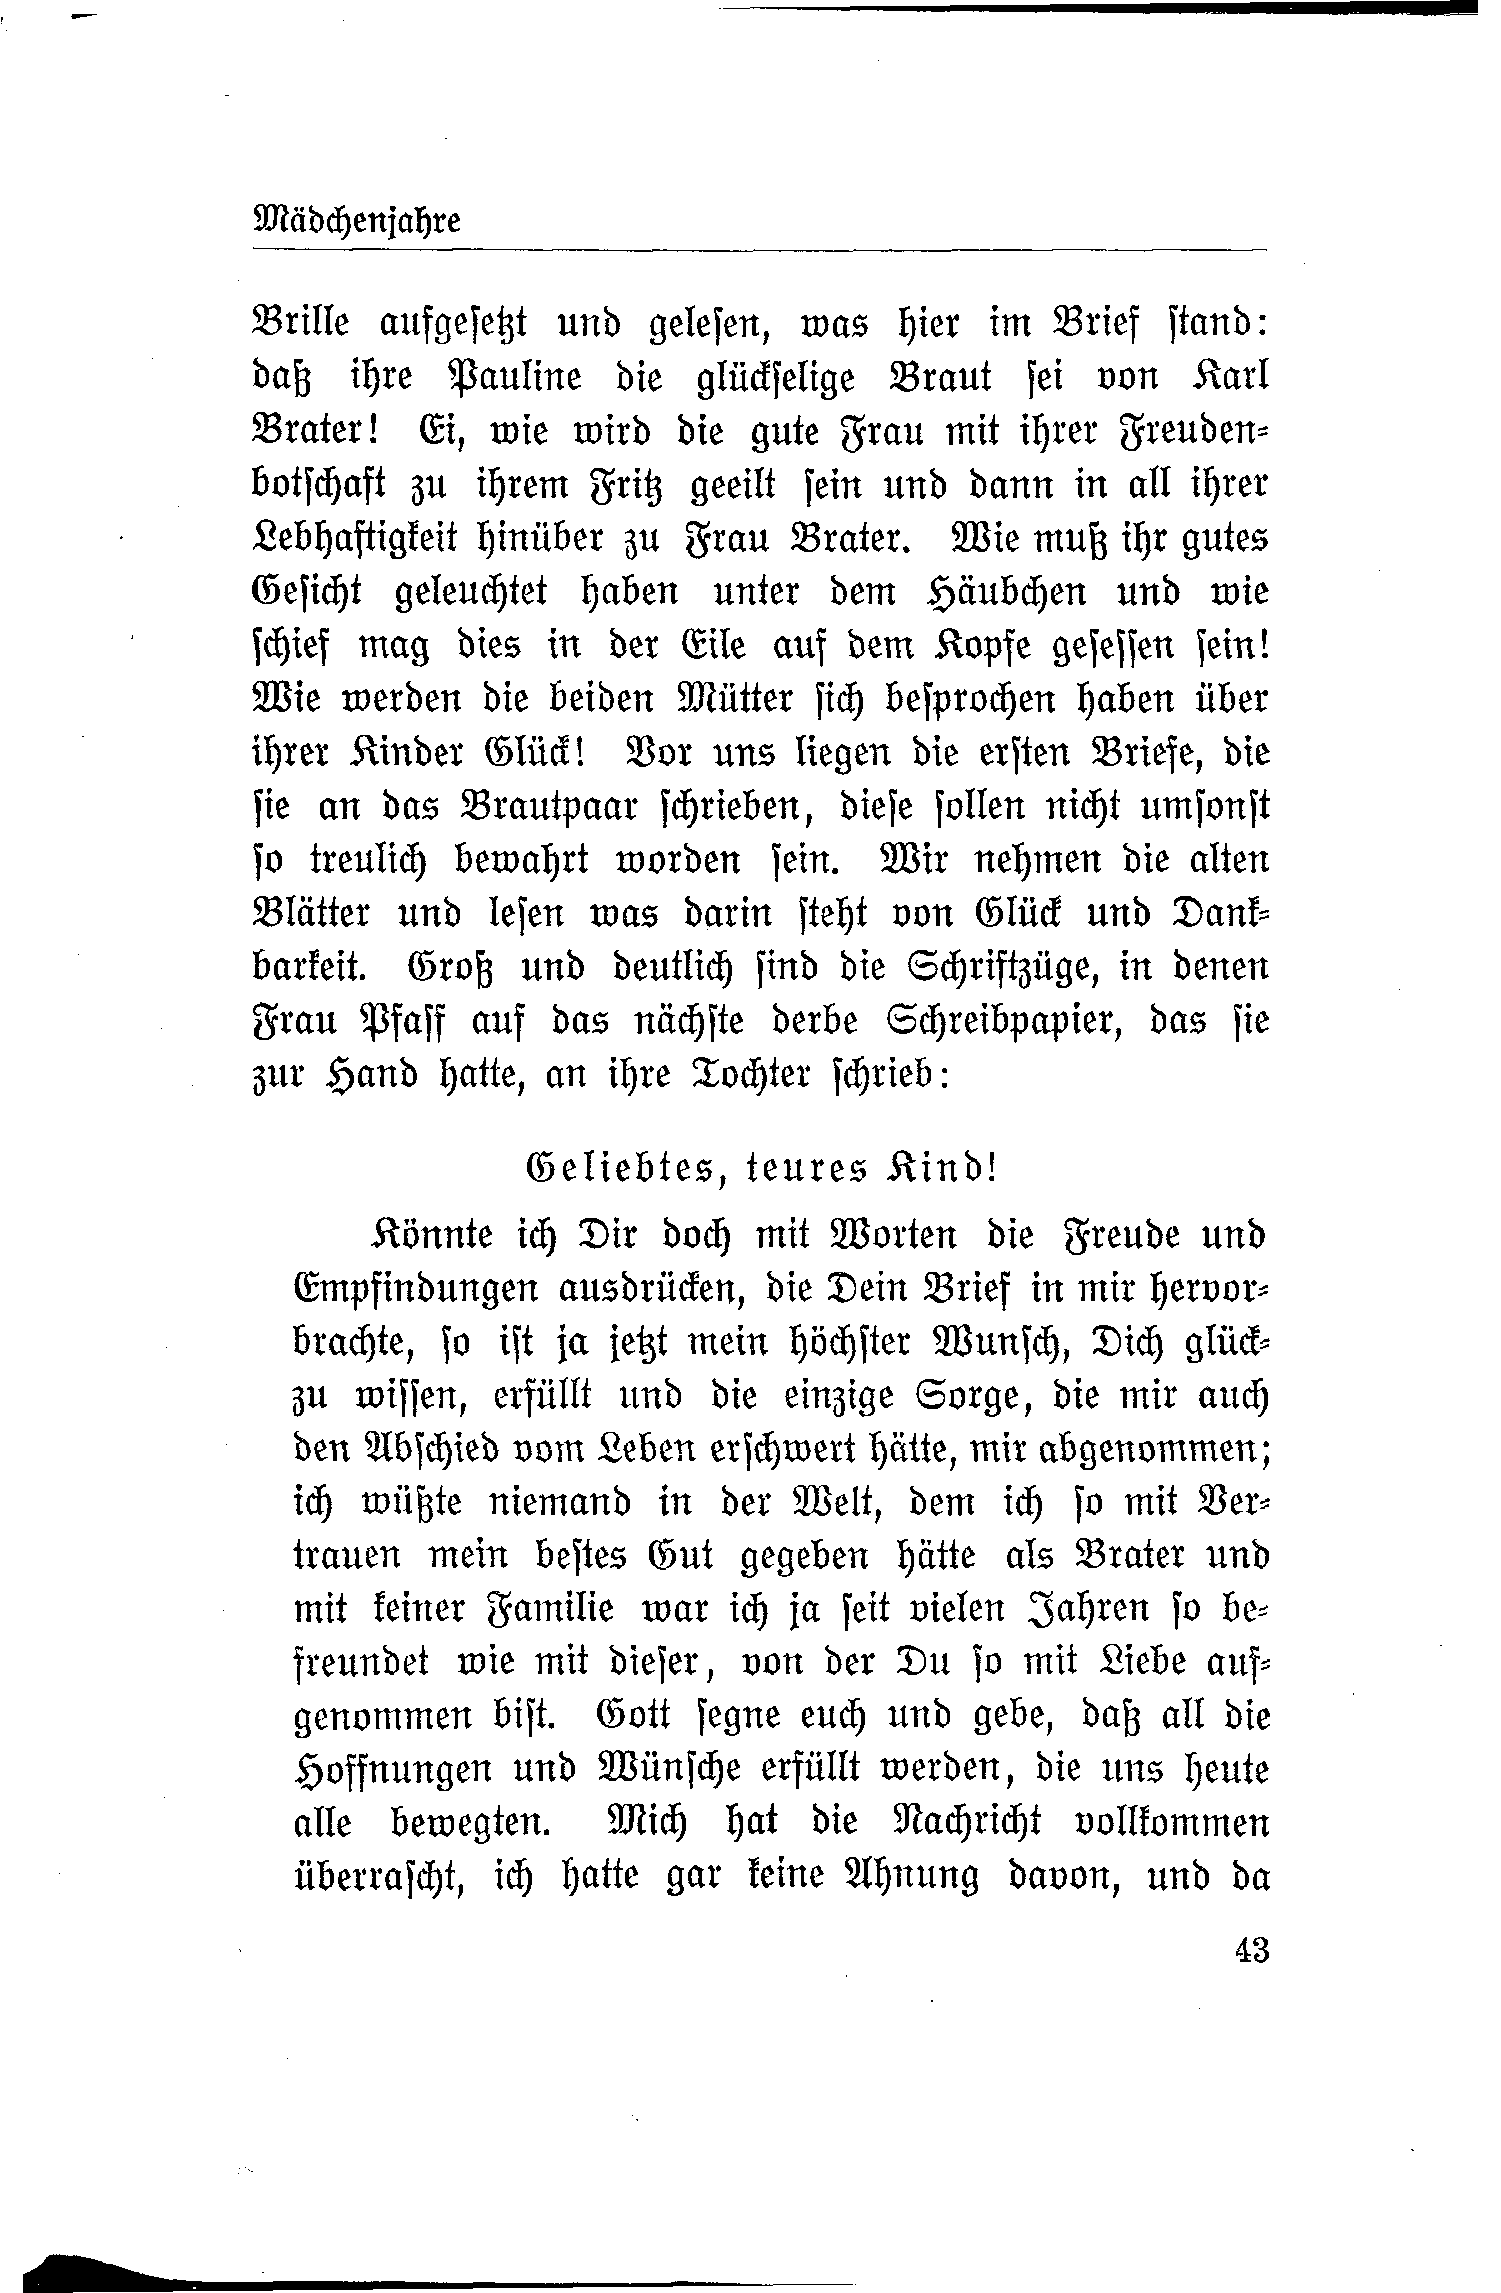 Mädchenjahre
Brille aufgesetzt und gelesen, was hier im Brief stand:
daß ihre Pauline die glückselige Braut sei von Karl
Brater! Ei, wie wird die gute Frau mit ihrer Freuden-
botschaft zu ihrem Fritz geeilt sein und dann in all ihrer
Lebhaftigkeit hinüber zu Frau Brater. Wie muß ihr gutes
Gesicht geleuchtet haben unter dem Häubchen und wie
schief mag dies in der Eile auf dem Kopfe gesessen sein!
Wie werden die beiden Mütter sich besprochen haben über
ihrer Kinder Glück! Vor uns liegen die ersten Briefe, die
sie an das Brautpaar schrieben, diese sollen nicht umsonst
so treulich bewahrt worden sein. Wir nehmen die alten
Blätter und lesen was darin steht von Glück und Dank-
barkeit. Groß und deutlich sind die Schriftzüge, in denen
Frau Pfaff auf das nächste derbe Schreibpapier, das sie
zur Hand hatte, an ihre Tochter schrieb:
Geliebtes, teures Kind!
Könnte ich Dir doch mit Worten die Freude und
Empfindungen ausdrücken, die Dein Brief in mir hervor-
brachte, so ist ja jetzt mein höchster Wunsch, Dich glück-
zu wissen, erfüllt und die einzige Sorge, die mir auch
den Abschied vom Leben erschwert hätte, mir abgenommen;
ich wüßte niemand in der Welt, dem ich so mit Ver-
trauen mein bestes Gut gegeben hätte als Brater und
mit keiner Familie war ich ja seit vielen Jahren so be-
freundet wie mit dieser, von der Du so mit Liebe auf-
genommen bist. Gott segne euch und gebe, daß all die
Hoffnungen und Wünsche erfüllt werden, die uns heute
alle bewegten. Mich hat die Nachricht vollkommen
überrascht, ich hatte gar keine Ahnung davon, und da
43